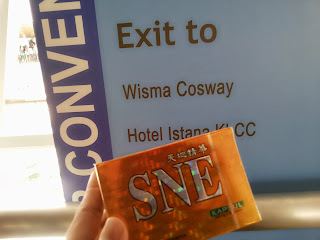 CONVEN
Exit to
Wisma Cosway
Hotel Istana KLCC
SNE